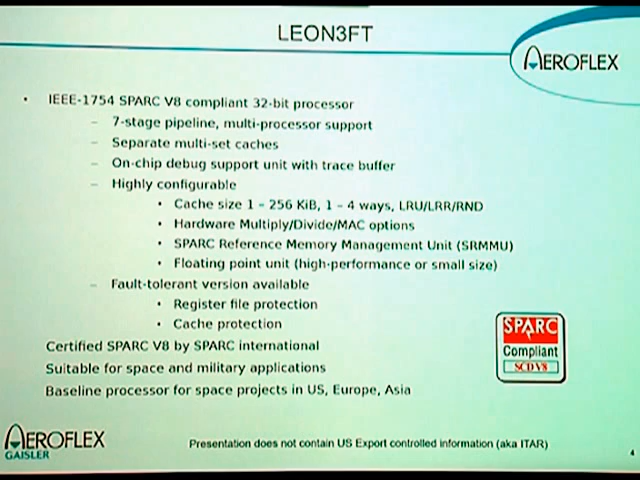 LEON3FT
AEROFLEX
• IEEE-1754 SPARC V8 compliant 32-bit processor
– 7-stage pipeline, multi-processor support
– Separate multi-set caches
– On-chip debug support unit with trace buffer
– Highly configurable
• Cache size 1 – 256 KiB, 1 – 4 ways, LRU/LRR/RND
• Hardware Multiply/Divide/MAC options
• SPARC Reference Memory Management Unit (SRMMU)
• Floating point unit (high-performance or small size)
– Fault-tolerant version available
• Register file protection
• Cache protection
Certified SPARC V8 by SPARC international
Suitable for space and military applications
Baseline processor for space projects in US, Europe, Asia
SPARC
Compliant
SCD V8
AEROFLEX
GAISLER
Presentation does not contain US Export controlled information (aka ITAR)
4